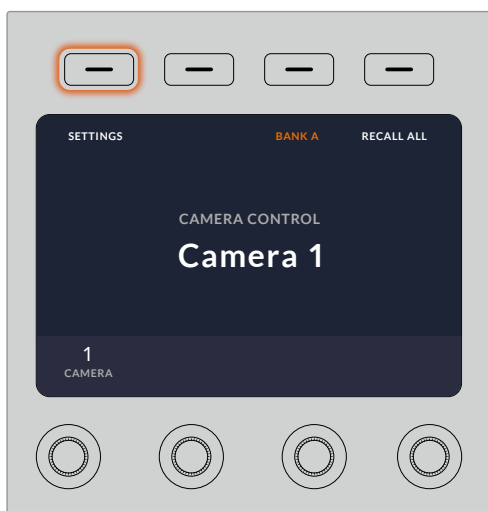 SETTINGS BANK A RECALL ALL
CAMERA CONTROL
Camera 1
1
CAMERA